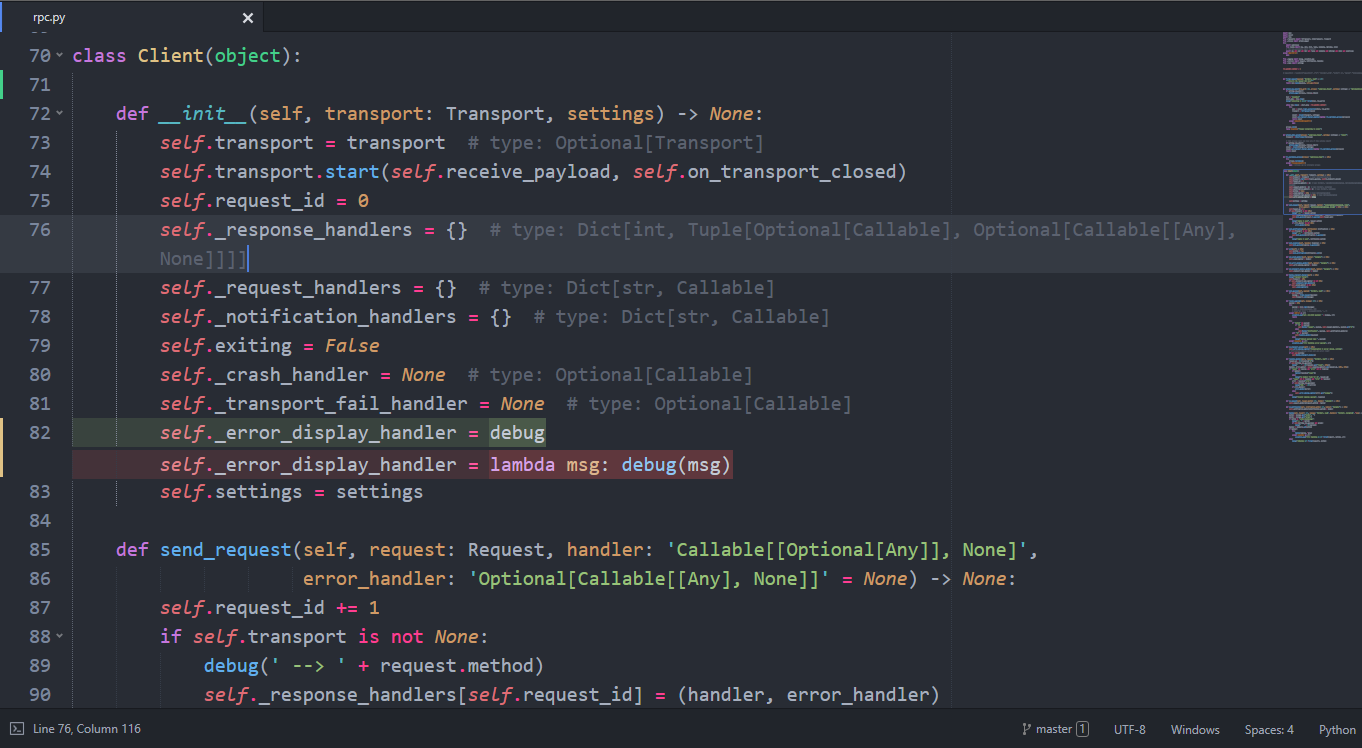 rpc.py ×
70 class Client(object):
71
72 def __init__(self, transport: Transport, settings) -> None:
73 self.transport = transport  # type: Optional[Transport]
74 self.transport.start(self.receive_payload, self.on_transport_closed)
75 self.request_id = 0
76 self._response_handlers = {}  # type: Dict[int, Tuple[Optional[Callable], Optional[Callable[[Any],
None]]]]
77 self._request_handlers = {}  # type: Dict[str, Callable]
78 self._notification_handlers = {}  # type: Dict[str, Callable]
79 self.exiting = False
80 self._crash_handler = None  # type: Optional[Callable]
81 self._transport_fail_handler = None  # type: Optional[Callable]
82 self._error_display_handler = debug
self._error_display_handler = lambda msg: debug(msg)
83 self.settings = settings
84
85 def send_request(self, request: Request, handler: 'Callable[[Optional[Any]], None]',
86 error_handler: 'Optional[Callable[[Any], None]]' = None) -> None:
87 self.request_id += 1
88 if self.transport is not None:
89 debug(' --> ' + request.method)
90 self._response_handlers[self.request_id] = (handler, error_handler)
Line 76, Column 116 master 1 UTF-8 Windows Spaces: 4 Python